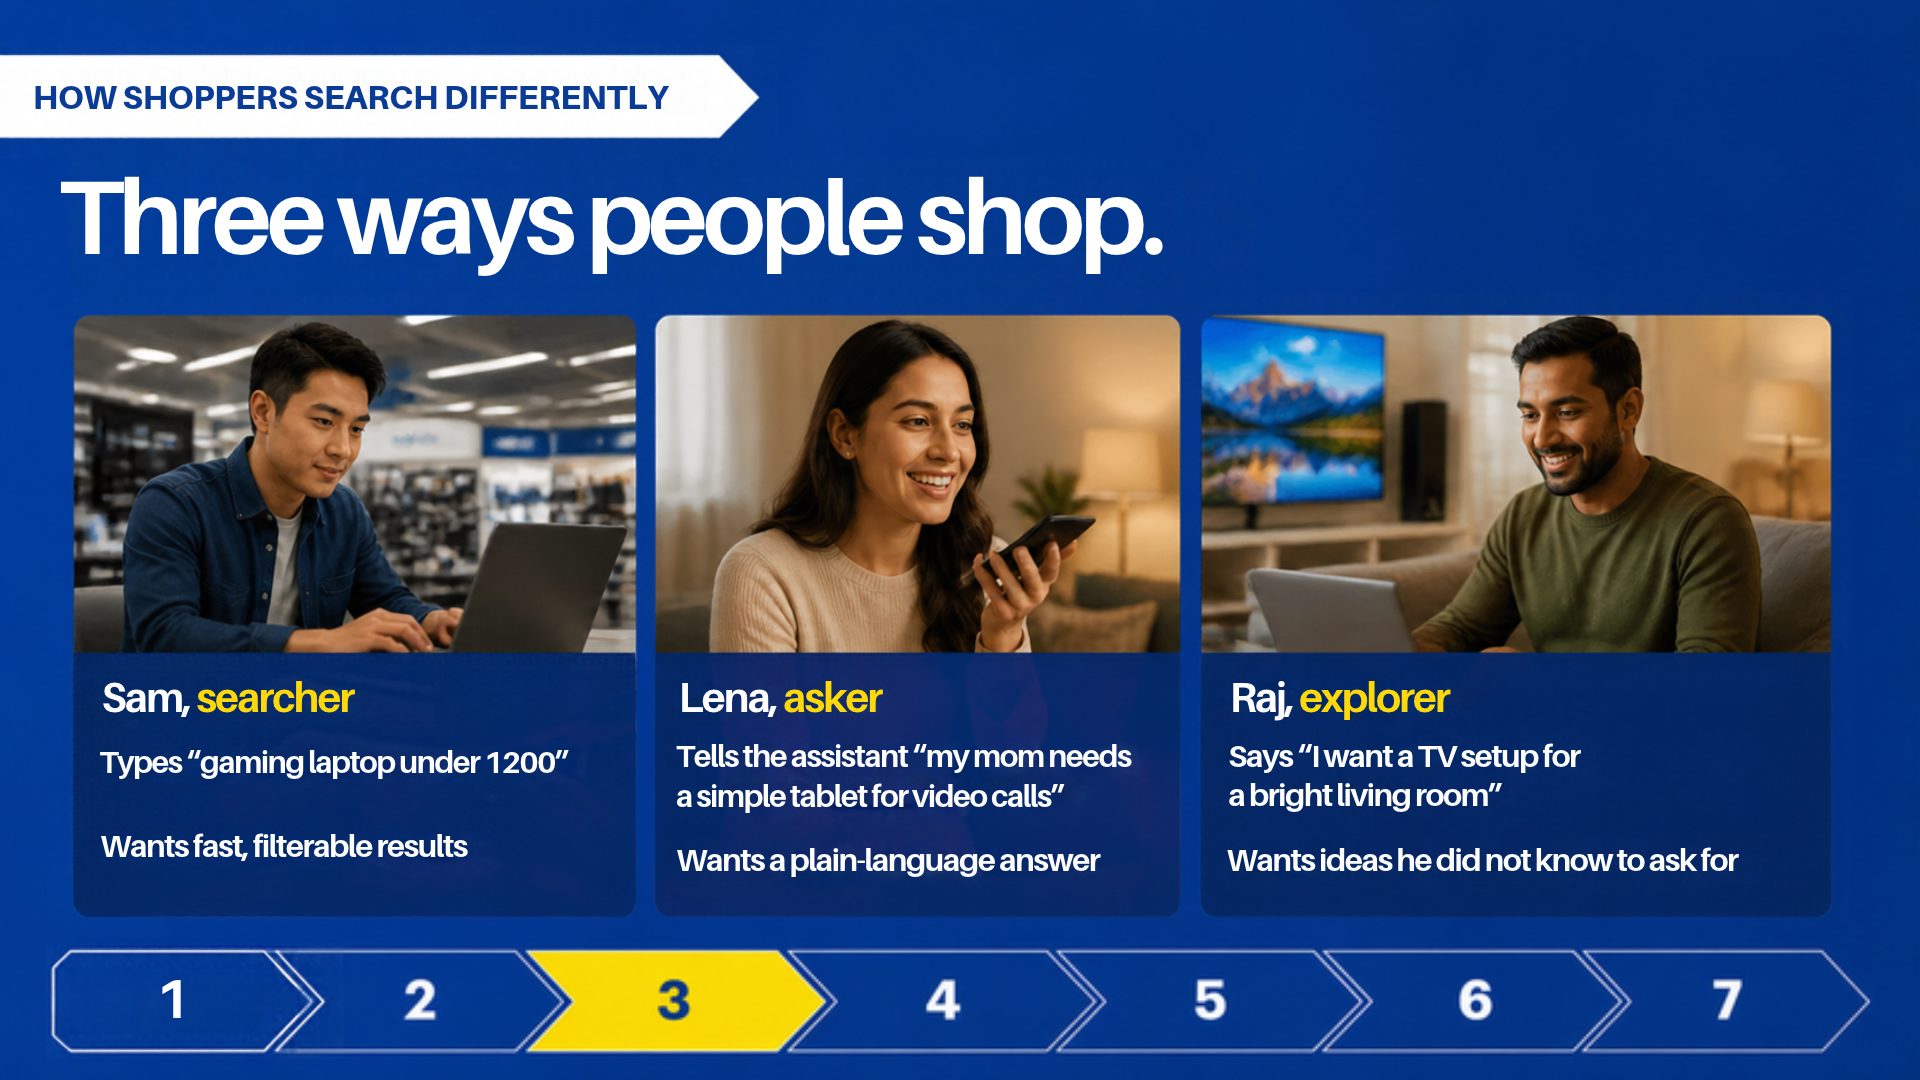 HOW SHOPPERS SEARCH DIFFERENTLY
Three ways people shop.
Sam, searcher
Types “gaming laptop under 1200”
Wants fast, filterable results
Lena, asker
Tells the assistant “my mom needs
a simple tablet for video calls”
Wants a plain-language answer
Raj, explorer
Says “I want a TV setup for
a bright living room”
Wants ideas he did not know to ask for
1
2
3
4
5
6
7